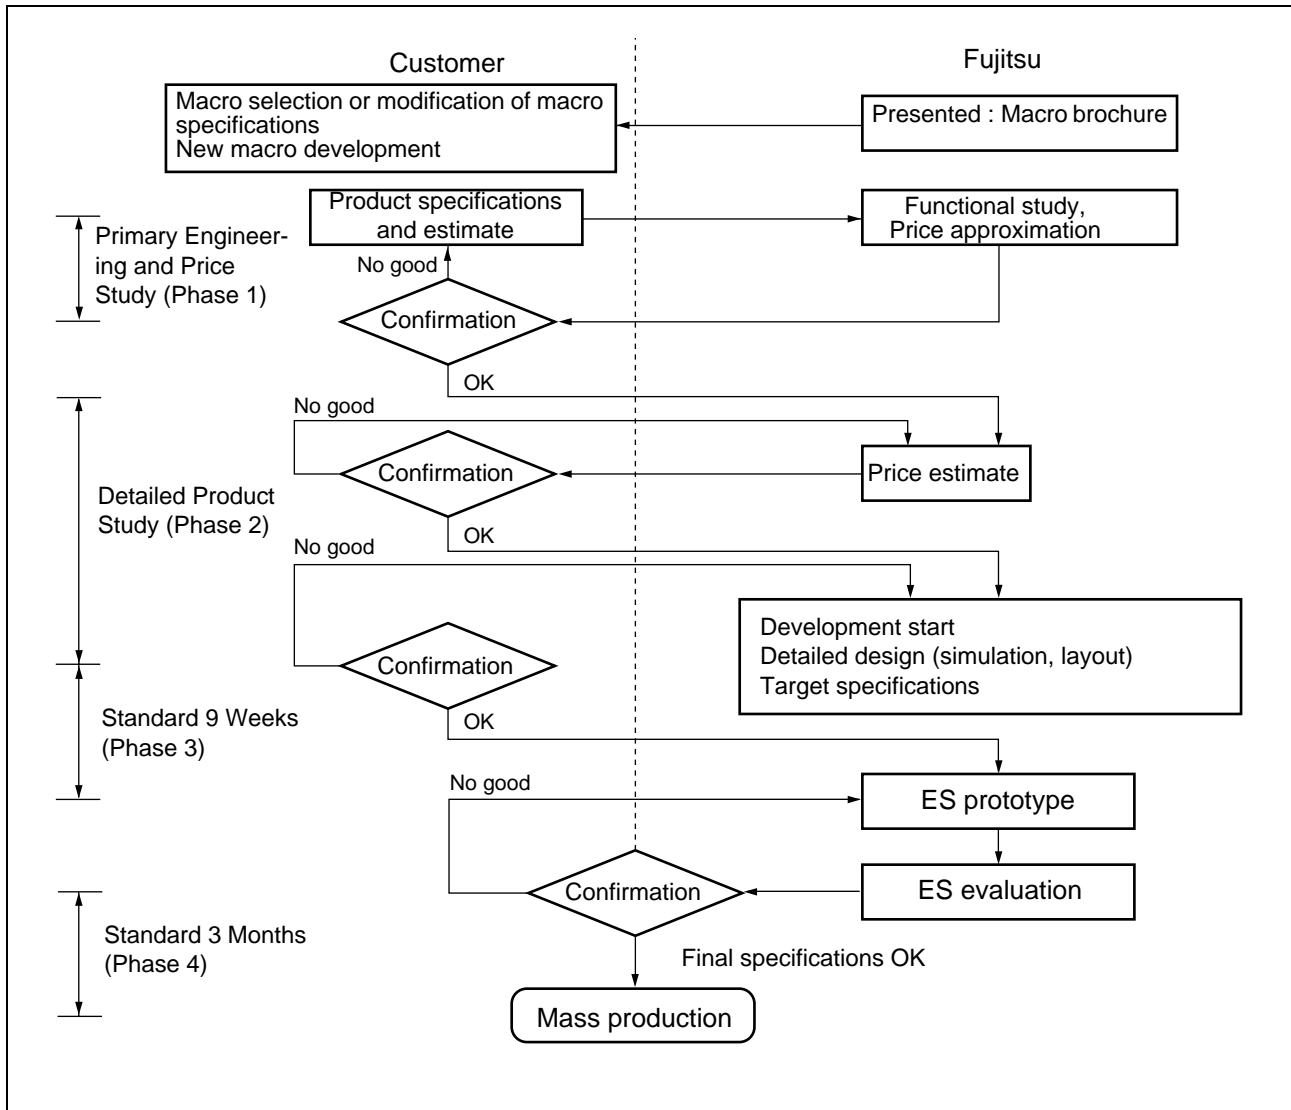 Customer
Fujitsu
Macro selection or modification of macro
specifications
New macro development
Presented : Macro brochure
Product specifications
and estimate
Functional study,
Price approximation
Primary Engineer-
ing and Price
Study (Phase 1)
No good
Confirmation
OK
No good
Confirmation
Price estimate
Detailed Product
Study (Phase 2)
OK
No good
Development start
Detailed design (simulation, layout)
Target specifications
Confirmation
OK
Standard 9 Weeks
(Phase 3)
No good
ES prototype
Confirmation
ES evaluation
Standard 3 Months
(Phase 4)
Final specifications OK
Mass production